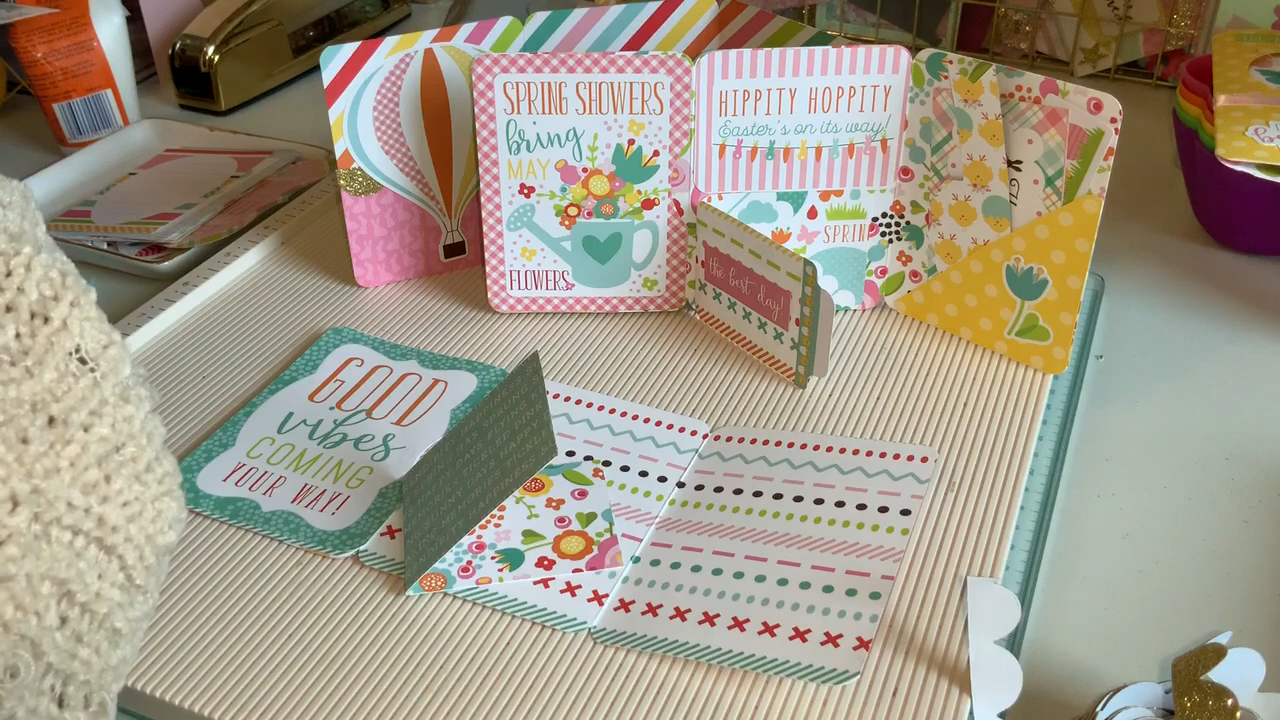 SPRING SHOWERS
bring
MAY
FLOWERS
HIPPITY HOPPITY
Easter's on its way!
SPRING
the best day!
GOOD
vibes
COMING
YOUR WAY!